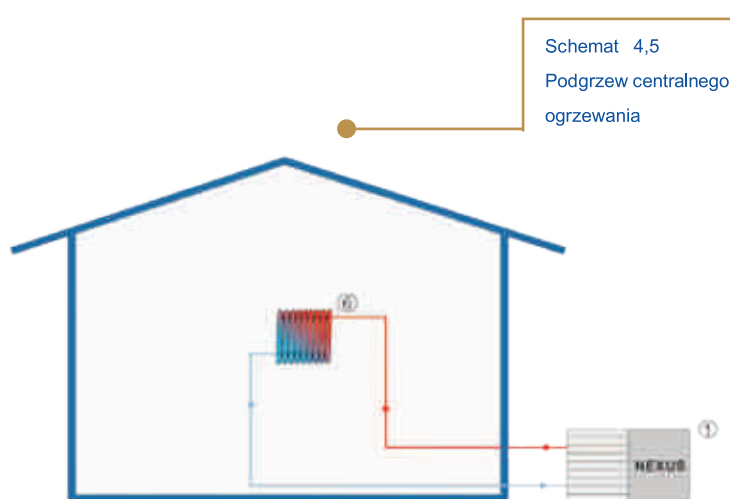 Schemat 4,5
Podgrzew centralnego
ogrzewania
⑥
①
NEXUS